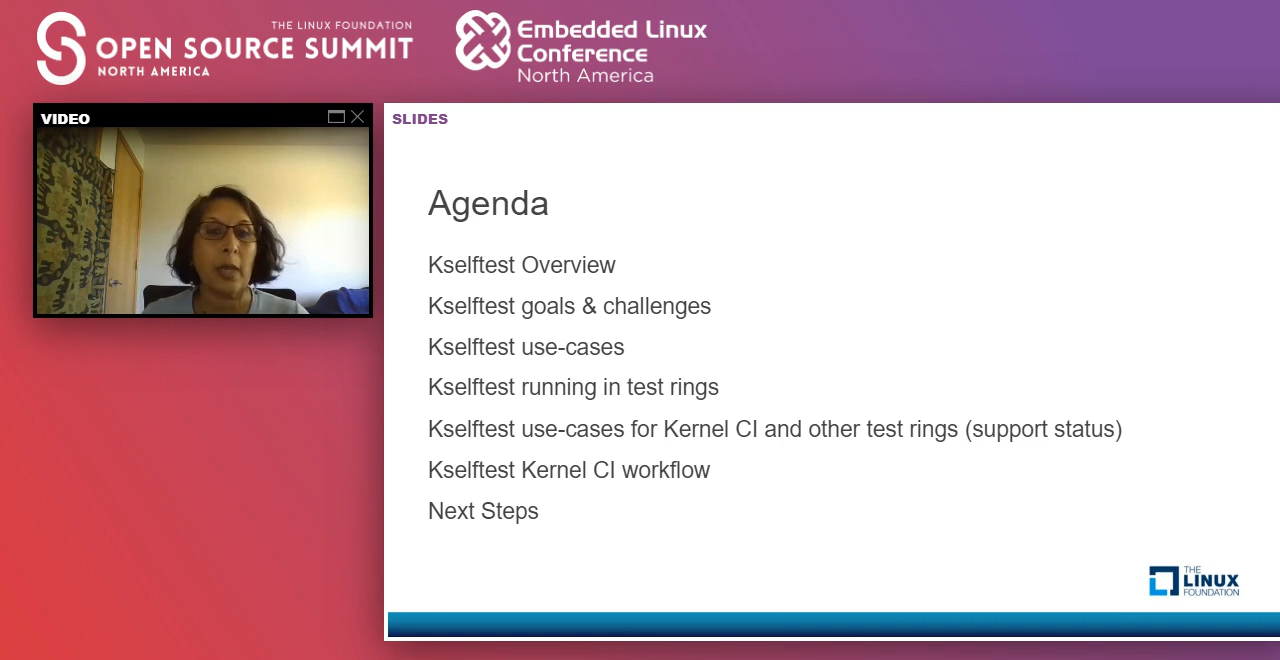 THE LINUX FOUNDATION
OPEN SOURCE SUMMIT
NORTH AMERICA
Embedded Linux
Conference
North America
VIDEO
SLIDES
Agenda
Kselftest Overview
Kselftest goals & challenges
Kselftest use-cases
Kselftest running in test rings
Kselftest use-cases for Kernel CI and other test rings (support status)
Kselftest Kernel CI workflow
Next Steps
THE
LINUX
FOUNDATION